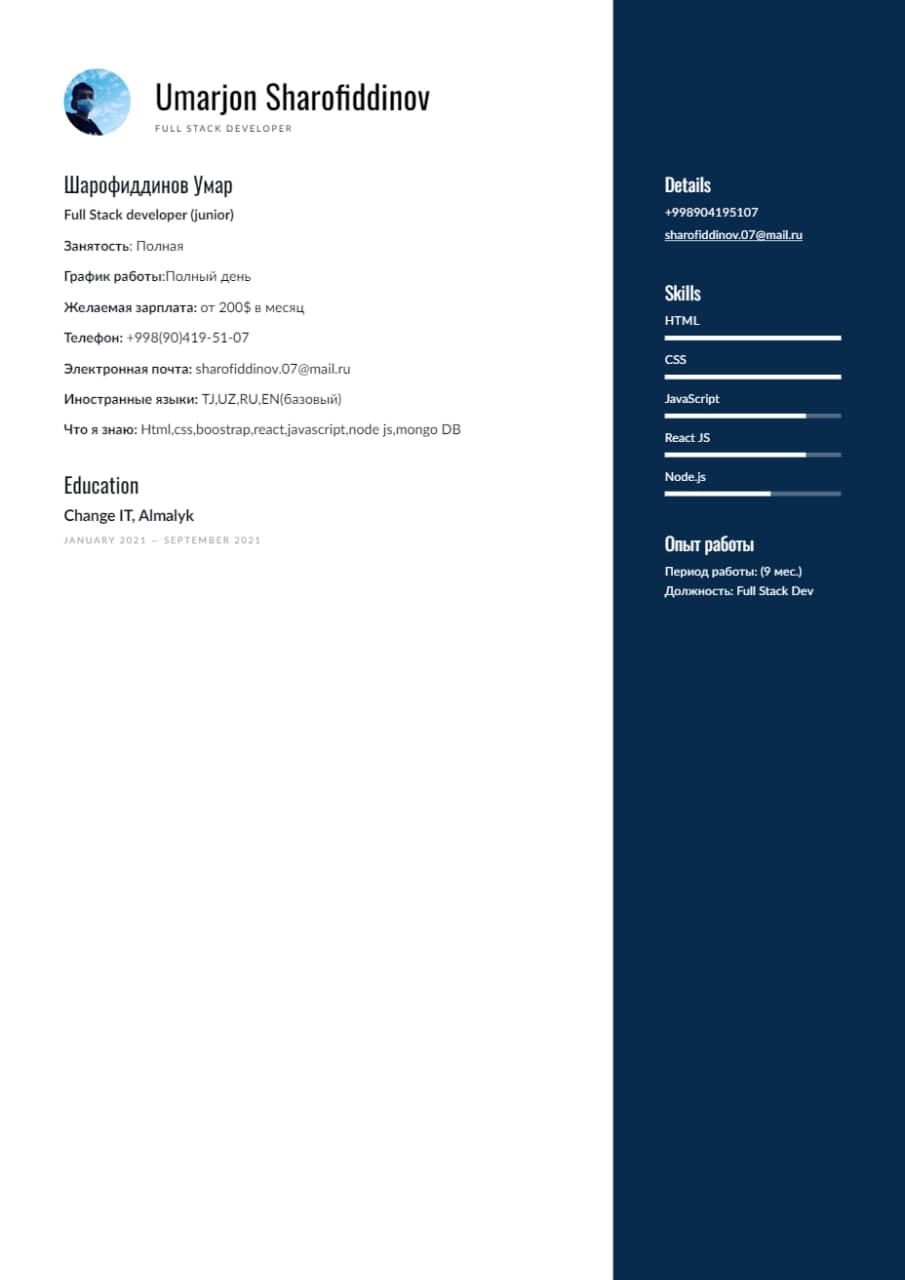 Umarjon Sharofiddinov
FULL STACK DEVELOPER
Шарофиддинов Умар
Full Stack developer (junior)
Занятость: Полная
График работы:Полный день
Желаемая зарплата: от 200$ в месяц
Телефон: +998(90)419-51-07
Электронная почта: sharofiddinov.07@mail.ru
Иностранные языки: TJ,UZ,RU,EN(базовый)
Что я знаю: Html,css,boostrap,react,javascript,node js,mongo DB
Education
Change IT, Almalyk
JANUARY 2021 — SEPTEMBER 2021
Details
+998904195107
sharofiddinov.07@mail.ru
Skills
HTML
CSS
JavaScript
React JS
Node.js
Опыт работы
Период работы: (9 мес.)
Должность: Full Stack Dev